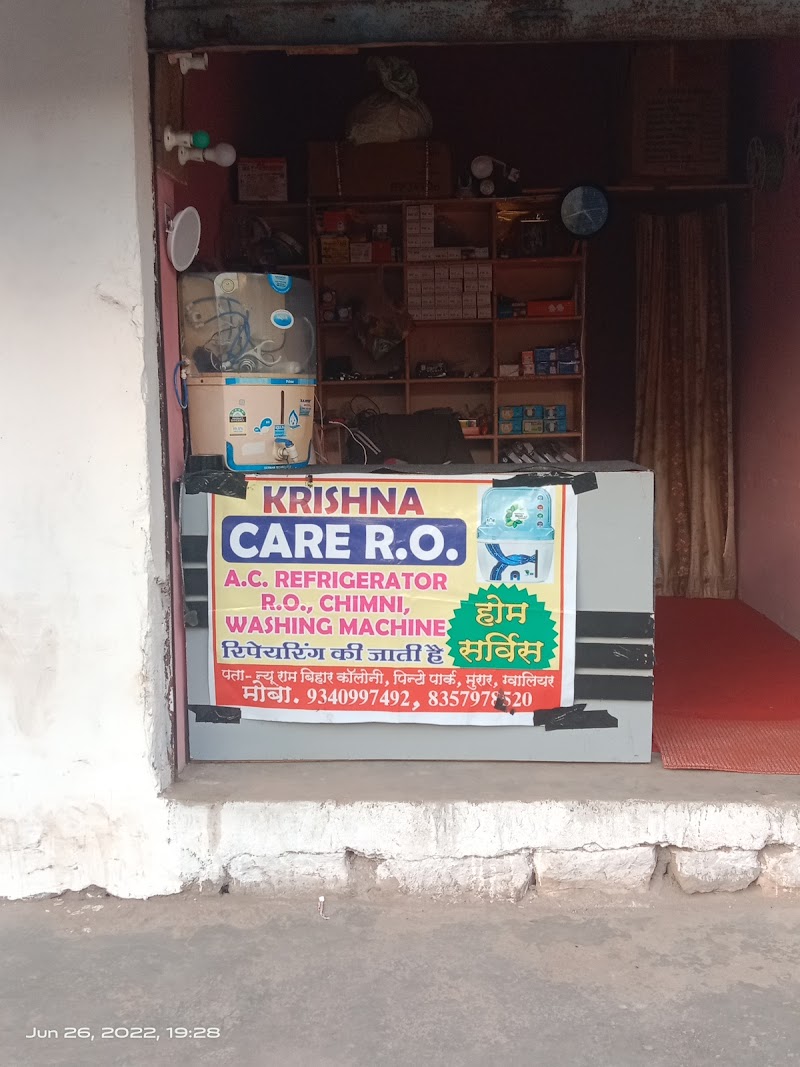 KRISHNA
CARE R.O.
A.C. REFRIGERATOR
R.O., CHIMNI,
WASHING MACHINE
रिपेयरिंग की जाती है
होम
सर्विस
पता- न्यू राम बिहार कॉलोनी, पिन्टो पार्क, मुरार, ग्वालियर
मोबा. 9340997492, 8357978520
Jun 26, 2022, 19:28